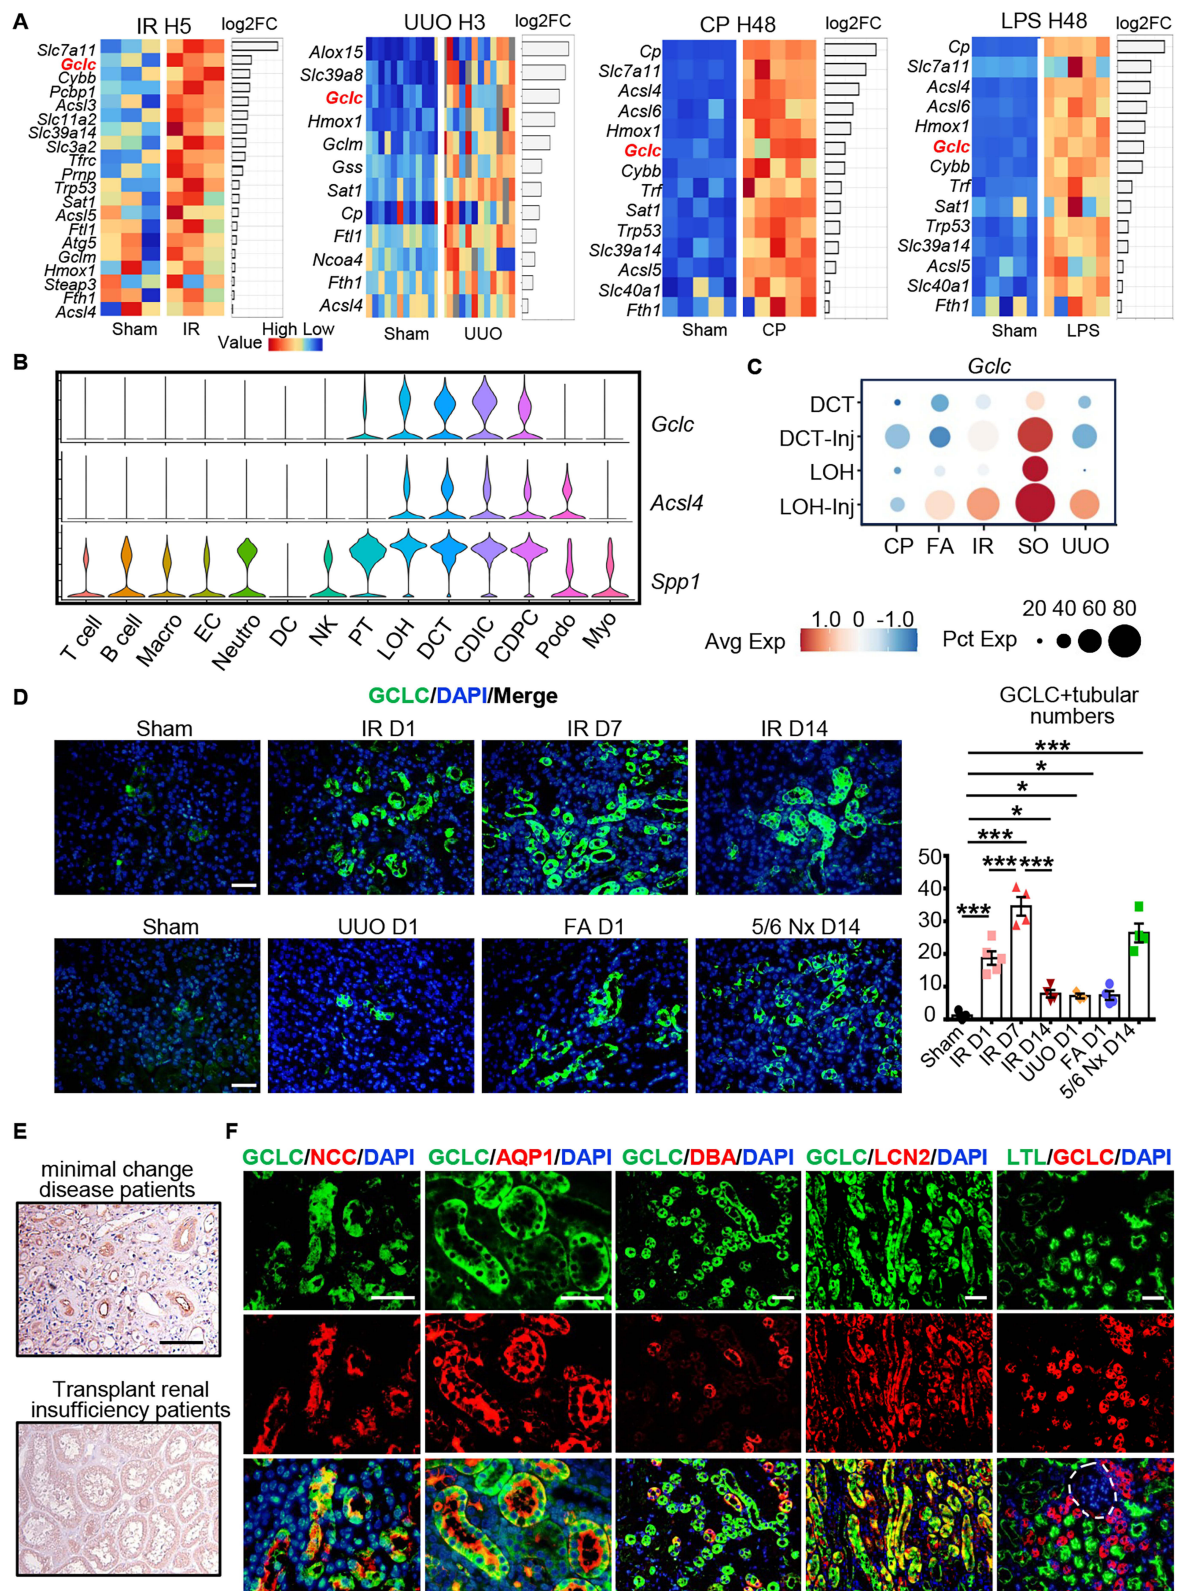 A
IR H5
log2FC
Slc7a11
Gclc
Cybb
Pcbp1
Acsl3
Slc11a2
Slc39a14
Slc3a2
Tfrc
Prnp
Trp53
Sat1
Acsl5
Ftl1
Atg5
Gclm
Hmox1
Steap3
Fth1
Acsl4
Sham IR
High Low
Value
UUO H3
log2FC
Alox15
Slc39a8
Gclc
Hmox1
Gclm
Gss
Sat1
Cp
Ftl1
Ncoa4
Fth1
Acsl4
Sham UUO
CP H48
log2FC
Cp
Slc7a11
Acsl4
Acsl6
Hmox1
Gclc
Cybb
Trf
Sat1
Trp53
Slc39a14
Acsl5
Slc40a1
Fth1
Sham CP
LPS H48
log2FC
Cp
Slc7a11
Acsl4
Acsl6
Hmox1
Gclc
Cybb
Trf
Sat1
Trp53
Slc39a14
Acsl5
Slc40a1
Fth1
Sham LPS
B
Gclc
Acsl4
Spp1
T cell
B cell
Macro
EC
Neutro
DC
NK
PT
LOH
DCT
CDIC
CDPC
Podo
Myo
C
Gclc
DCT
DCT-Inj
LOH
LOH-Inj
CP FA IR SO UUO
Avg Exp
1.0 0 -1.0
Pct Exp
20 40 60 80
D
GCLC/DAPI/Merge
Sham IR D1 IR D7 IR D14
Sham UUO D1 FA D1 5/6 Nx D14
GCLC+tubular
numbers
***
*
*
*
***
*** ***
***
50
40
30
20
10
0
Sham
IR D1
IR D7
IR D14
UUO D1
FA D1
5/6 Nx D14
E
minimal change
disease patients
Transplant renal
insufficiency patients
F
GCLC/NCC/DAPI
GCLC/AQP1/DAPI
GCLC/DBA/DAPI
GCLC/LCN2/DAPI
LTL/GCLC/DAPI